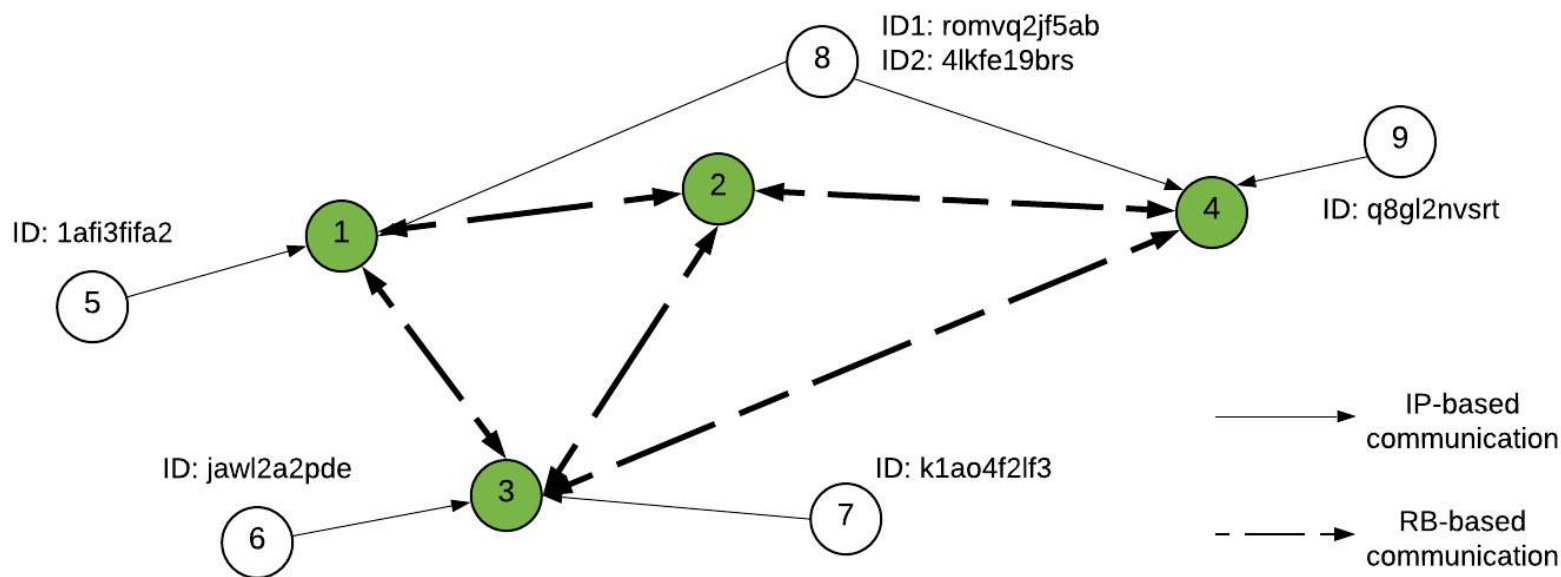 ID1: romvq2jf5ab
ID2: 4lkfe19brs
8
9
2
4
ID: q8gl2nvsrt
ID: 1afi3fifa2
1
5
IP-based
communication
ID: jawl2a2pde
3
ID: k1ao4f2lf3
6
7
RB-based
communication